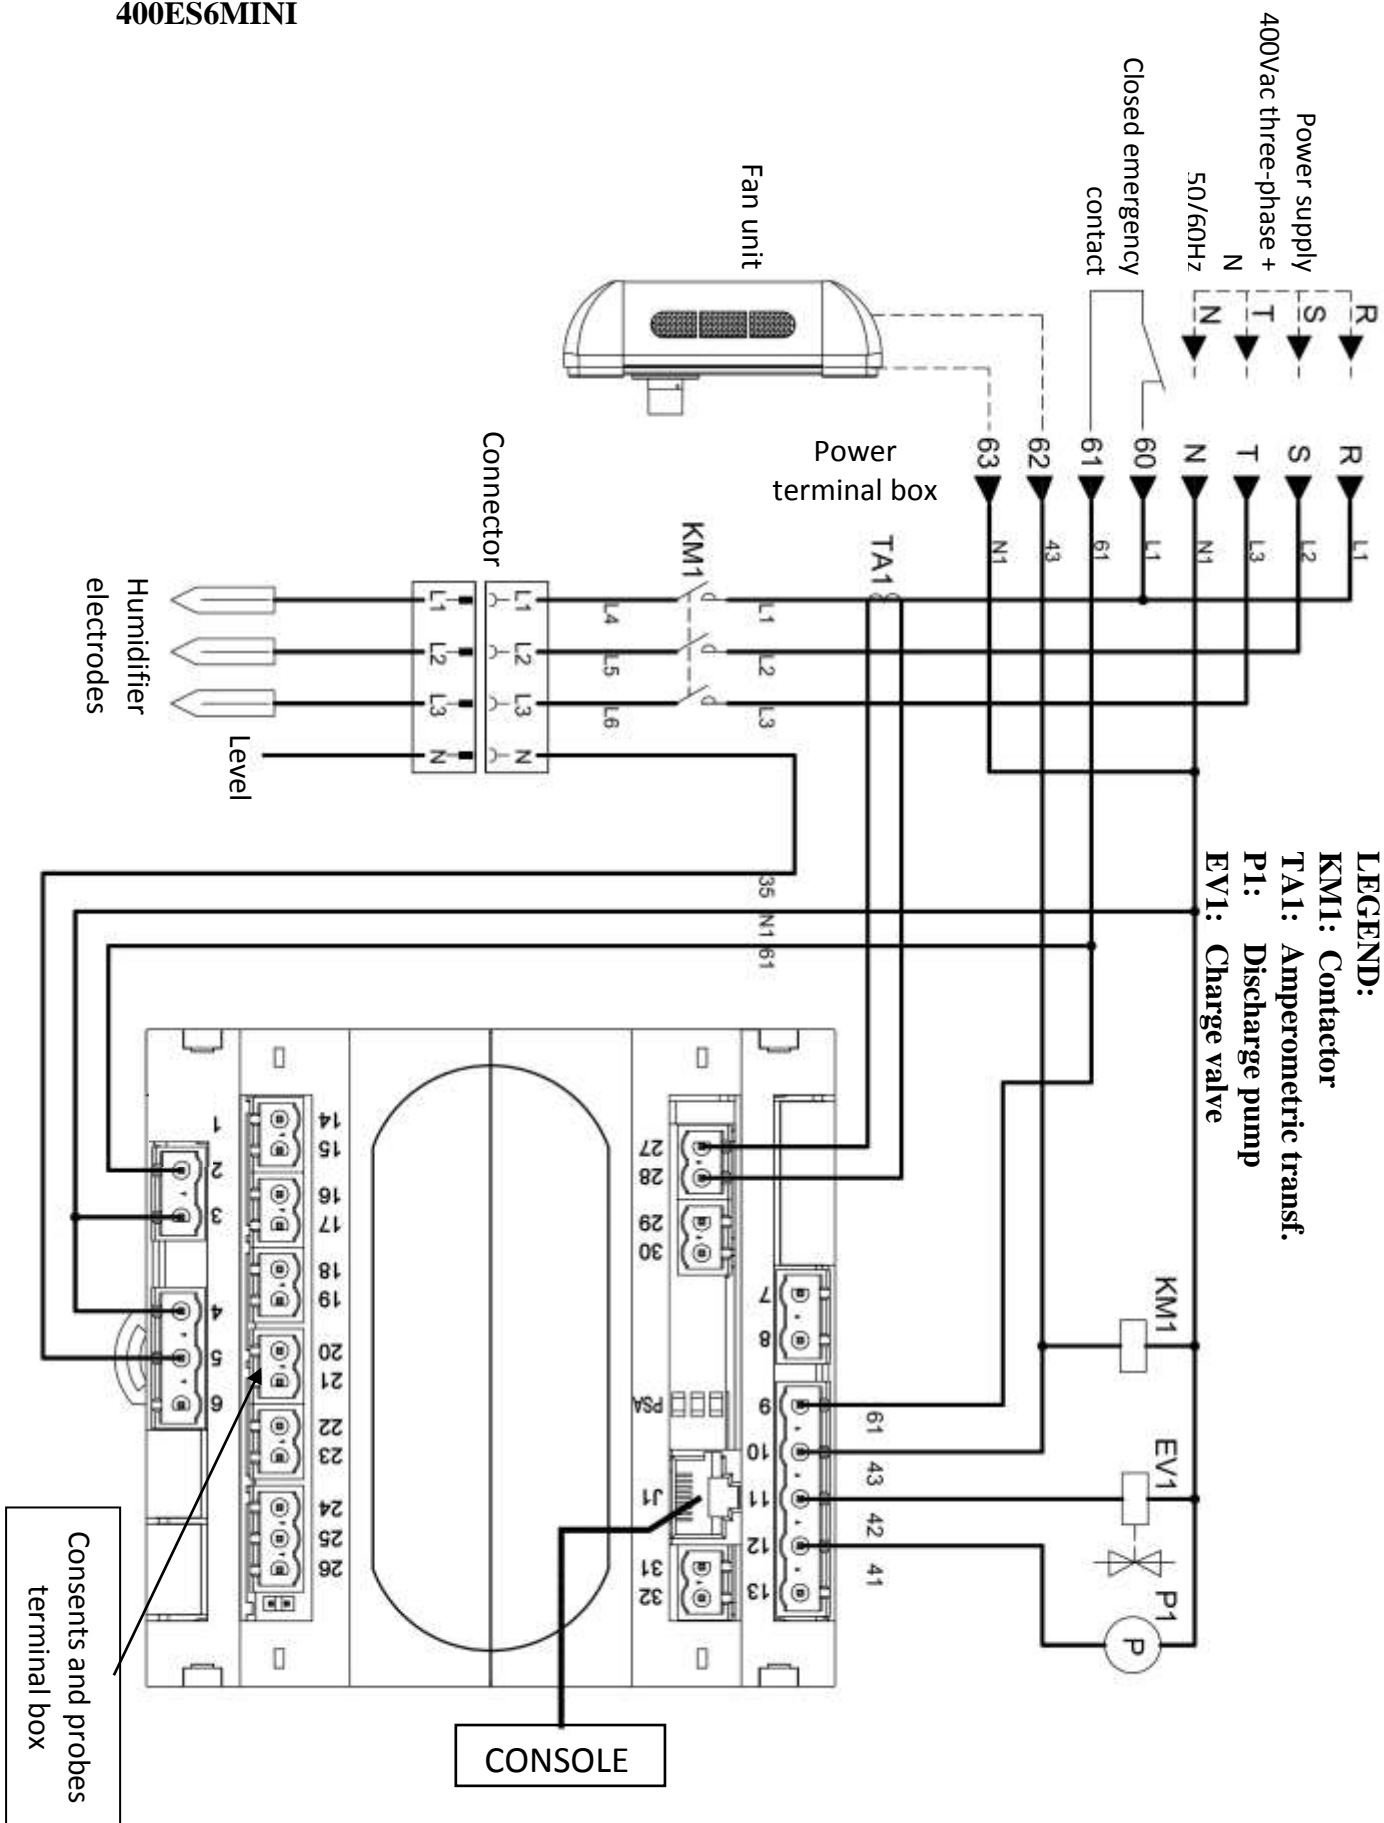 400ES6MINI
Power supply
400Vac three-phase +
N
50/60Hz
Closed emergency
contact
Fan unit
R
S
T
N
R
S
T
N
60
61
62
63
Power
terminal box
L1
L2
L3
N1
L1
61
43
N1
TA1
KM1
L1
L2
L3
L4
L5
L6
Connector
L1
L2
L3
N
L1
L2
L3
N
Humidifier
electrodes
Level
35
N1
61
LEGEND:
KM1: Contactor
TA1: Amperometric transf.
P1: Discharge pump
EV1: Charge valve
KM1
EV1
P1
P
61
43
42
41
7
8
9
10
11
12
13
27
28
29
30
PSA
J1
31
32
14
15
16
17
18
19
20
21
22
23
24
25
26
1
2
3
4
5
6
CONSOLE
Consents and probes
terminal box